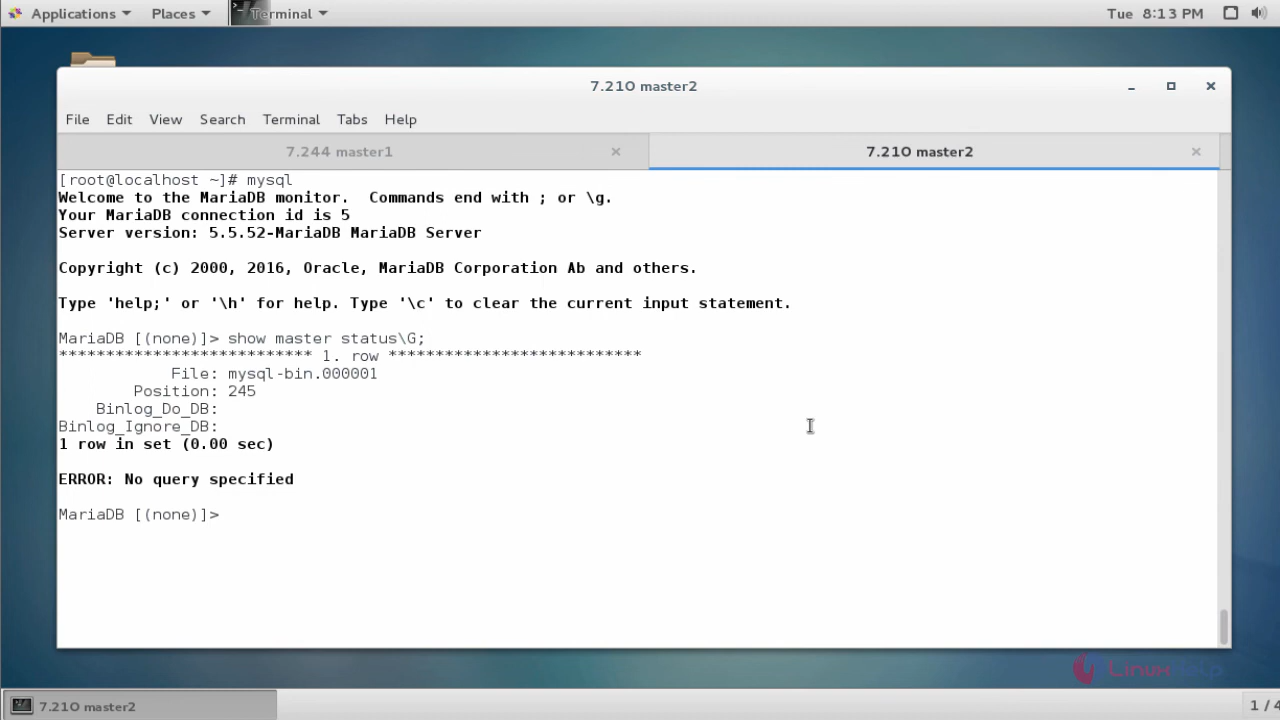 Applications Places Terminal Tue 8:13 PM
7.210 master2
File Edit View Search Terminal Tabs Help
7.244 master1 7.210 master2
[root@localhost ~]# mysql
Welcome to the MariaDB monitor.  Commands end with ; or \g.
Your MariaDB connection id is 5
Server version: 5.5.52-MariaDB MariaDB Server
Copyright (c) 2000, 2016, Oracle, MariaDB Corporation Ab and others.
Type 'help;' or '\h' for help. Type '\c' to clear the current input statement.
MariaDB [(none)]> show master status\G;
*************************** 1. row ***************************
File: mysql-bin.000001
Position: 245
Binlog_Do_DB:
Binlog_Ignore_DB:
1 row in set (0.00 sec)
ERROR: No query specified
MariaDB [(none)]>
LinuxHelp
7.210 master2 1 / 4